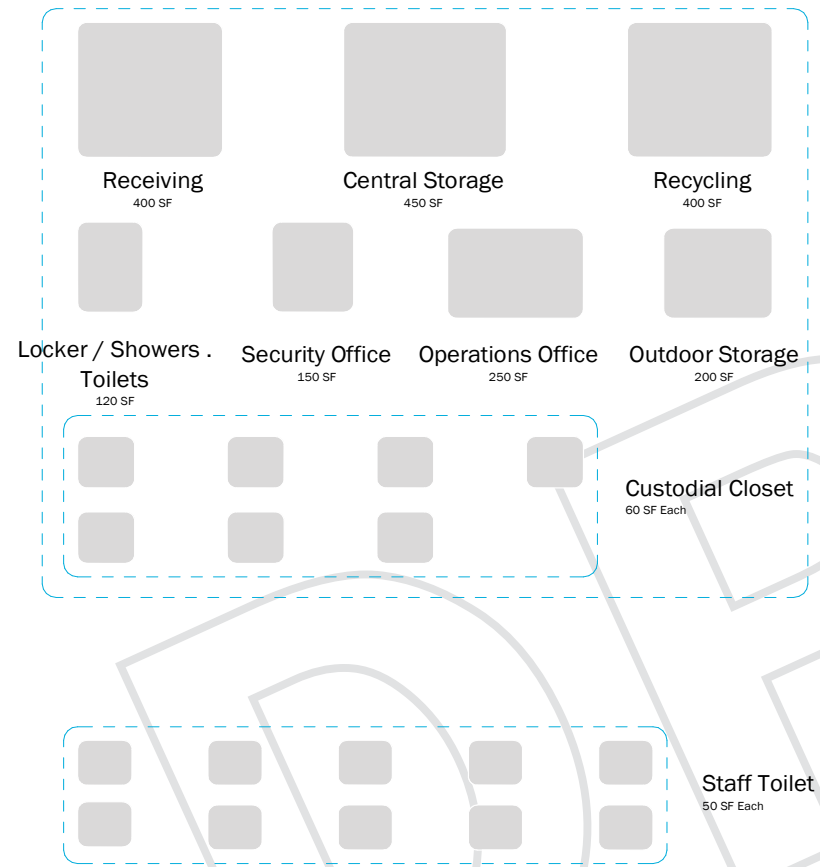 Receiving
400 SF
Central Storage
450 SF
Recycling
400 SF
Locker / Showers .
Toilets
120 SF
Security Office
150 SF
Operations Office
250 SF
Outdoor Storage
200 SF
Custodial Closet
60 SF Each
Staff Toilet
50 SF Each